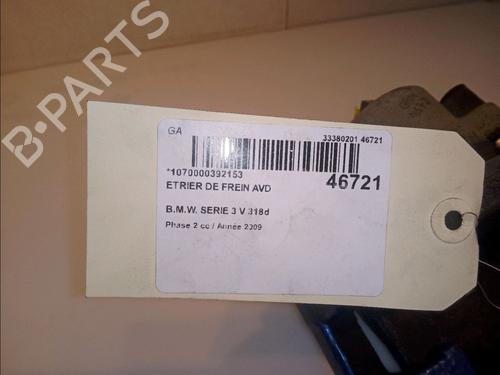 B-PARTS
GA
33380201 46721
*1070000392153
46721
ETRIER DE FREIN AVD
B.M.W. SERIE 3 V 318d
Phase 2 cc / Année 2009